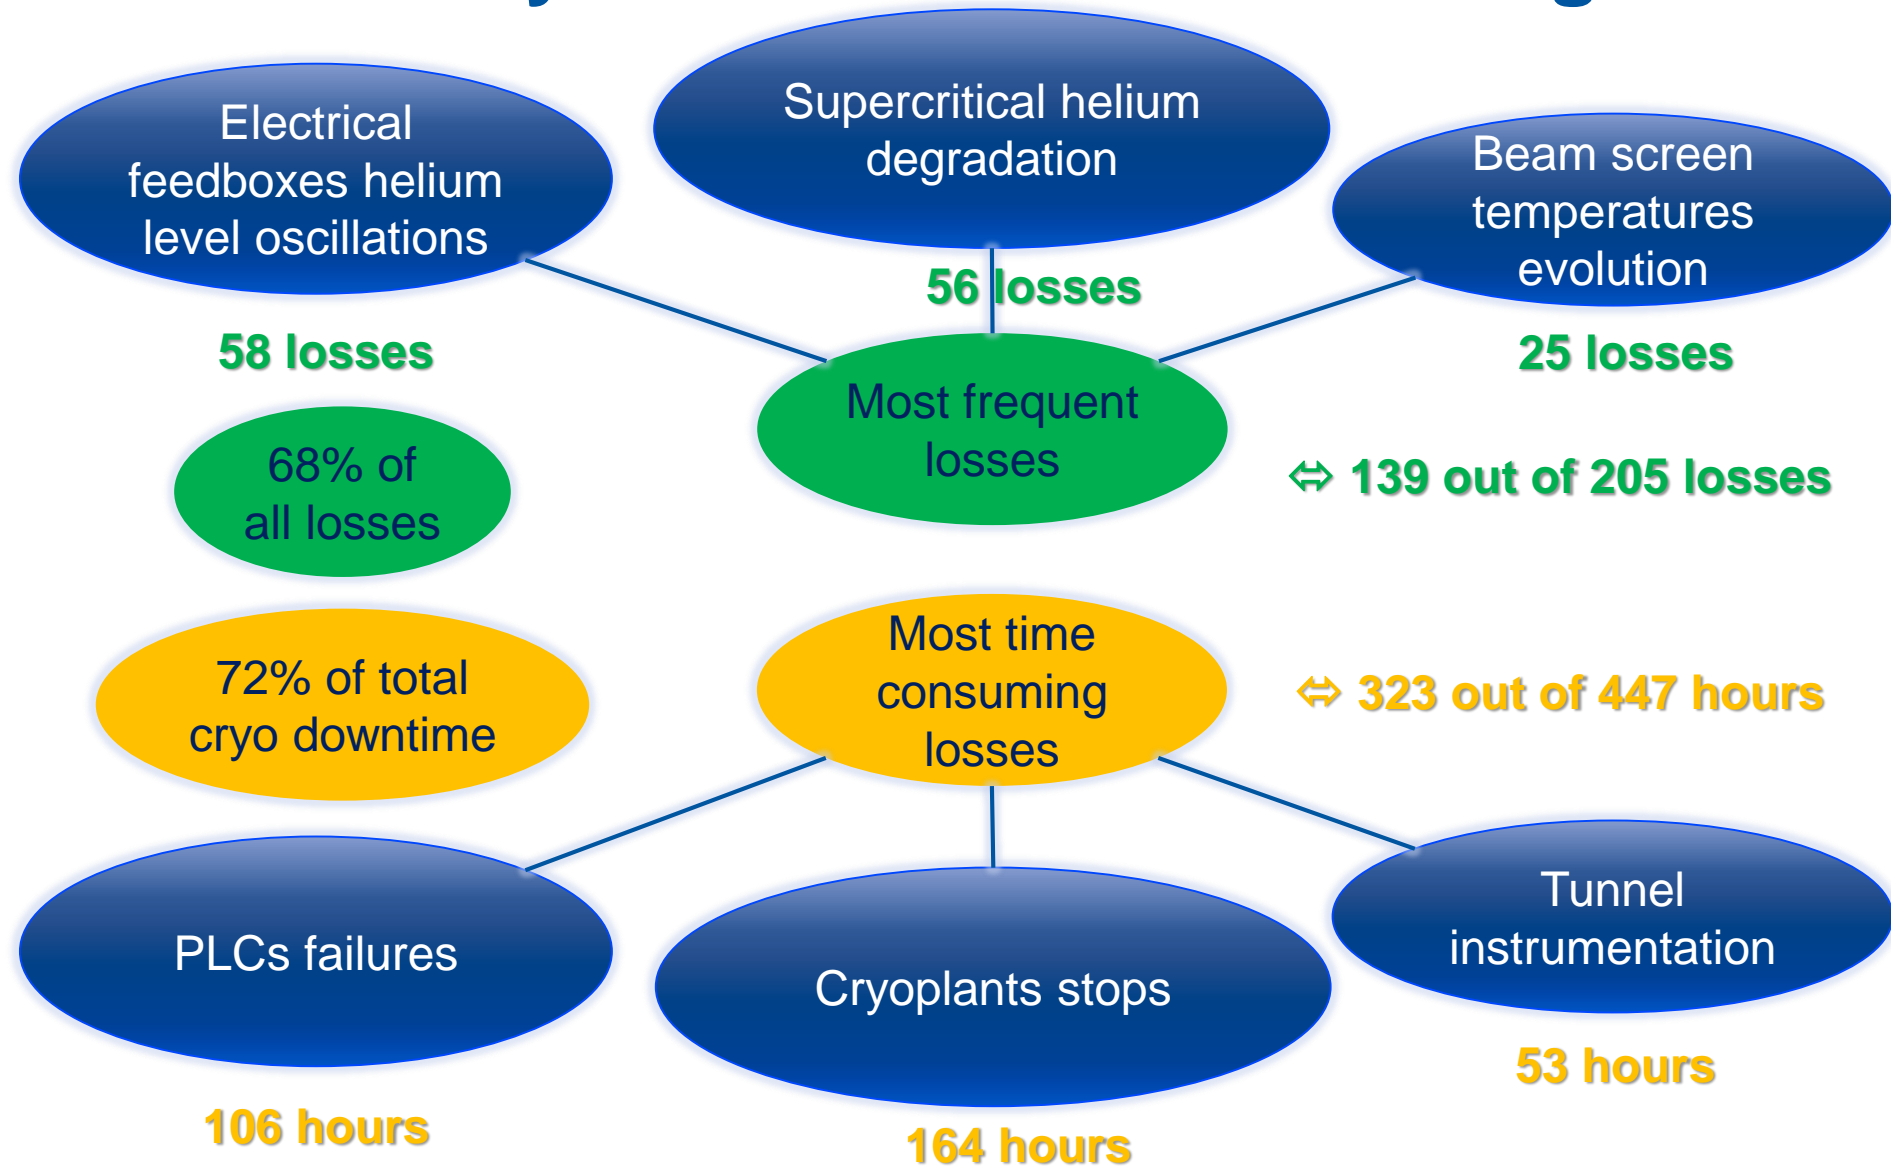 Electrical
feedboxes helium
level oscillations
Supercritical helium
degradation
Beam screen
temperatures
evolution
58 losses
56 losses
25 losses
Most frequent
losses
68% of
all losses
⇔ 139 out of 205 losses
72% of total
cryo downtime
Most time
consuming
losses
⇔ 323 out of 447 hours
PLCs failures
Cryoplants stops
Tunnel
instrumentation
106 hours
164 hours
53 hours